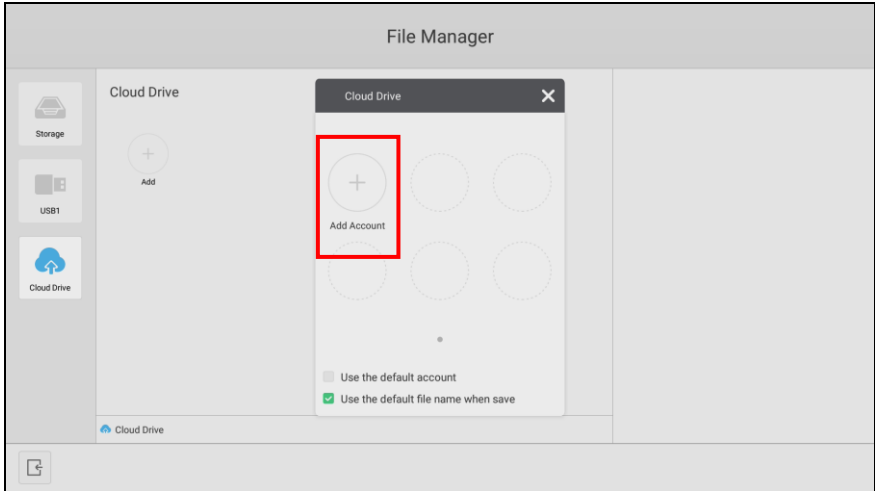 File Manager
Storage
USB1
Cloud Drive
Cloud Drive
Add
Cloud Drive
Add Account
Use the default account
Use the default file name when save
Cloud Drive